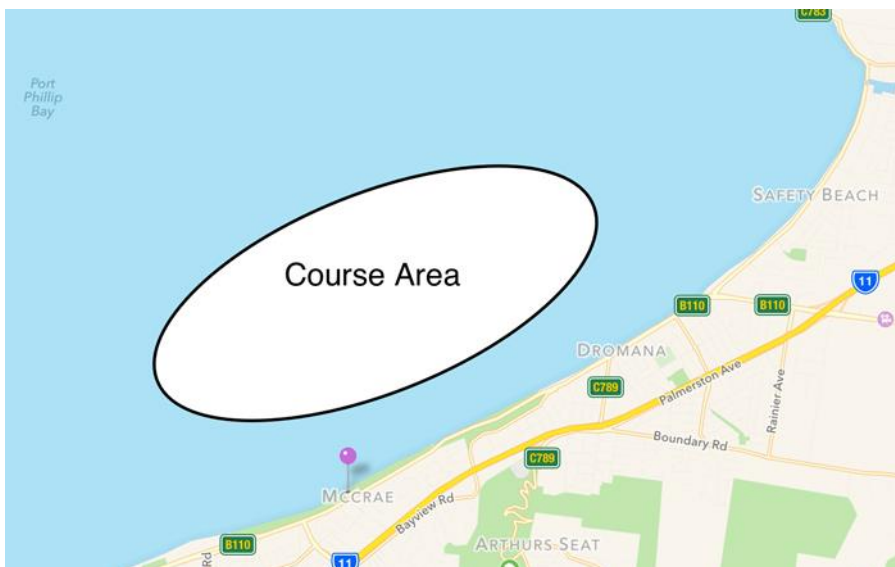 C783
Port
Phillip
Bay
SAFETY BEACH
Course Area
11
B110
B110
DROMANA
C789
Palmerston Ave
Rainier Ave
Boundary Rd
C789
MCCRAE
Bayview Rd
B110
Rd
ARTHURS SEAT
11